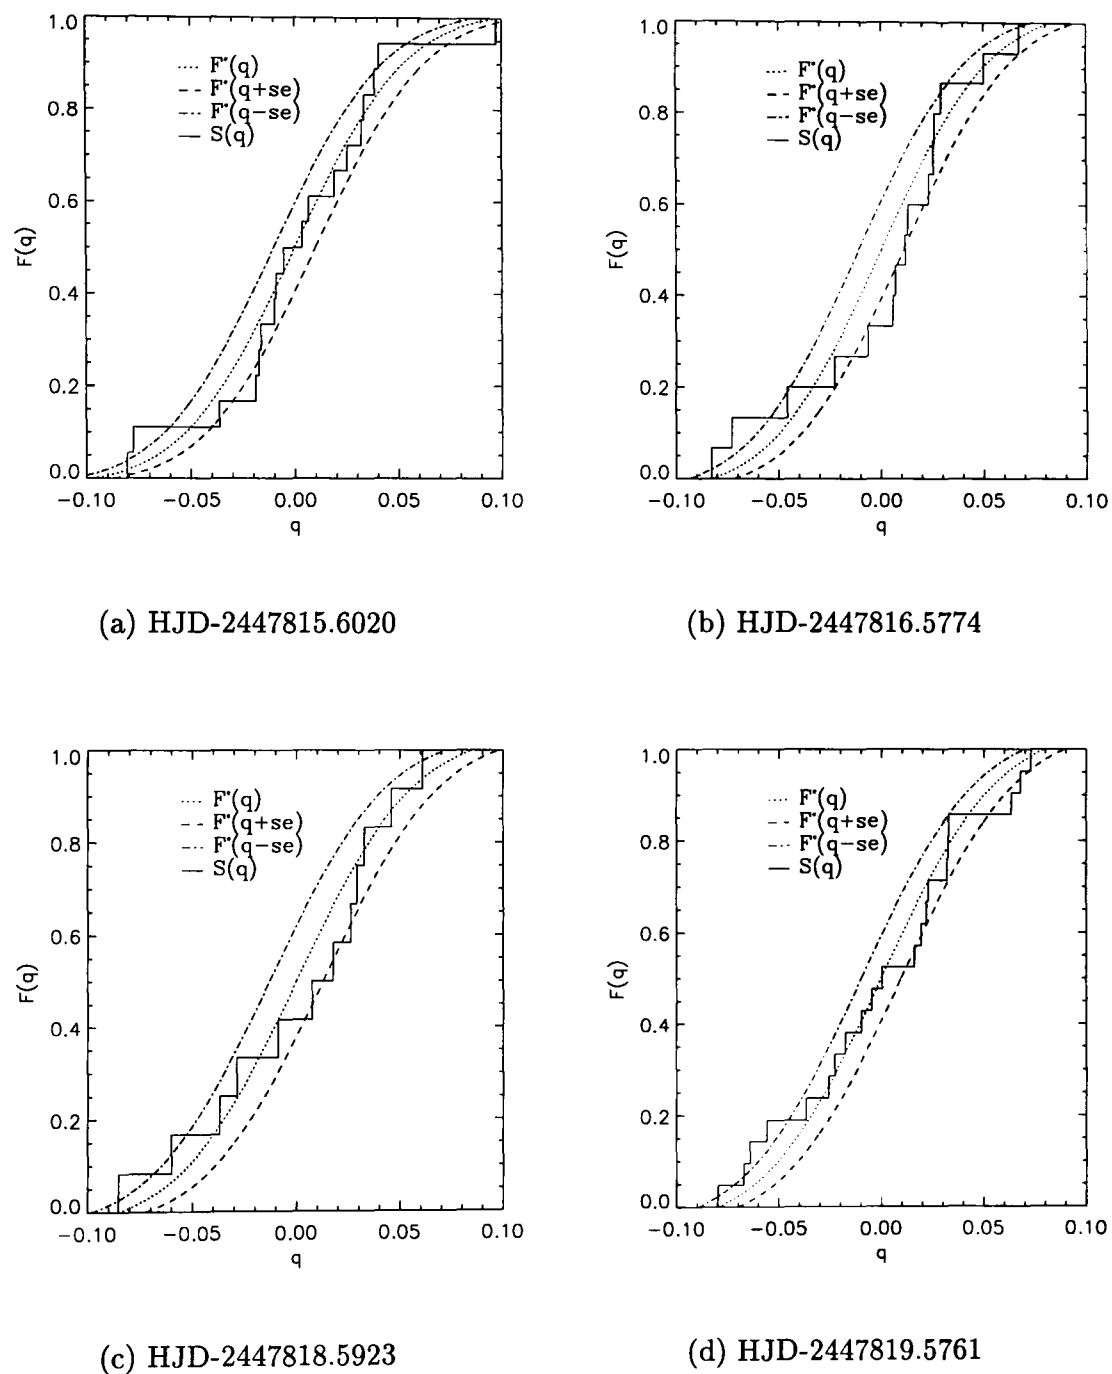 1.0
0.8
0.6
0.4
0.2
0.0
F(q)
F*(q)
F*(q+se)
F*(q−se)
S(q)
−0.10 −0.05 0.00 0.05 0.10
q
(a) HJD-2447815.6020
1.0
0.8
0.6
0.4
0.2
0.0
F(q)
F*(q)
F*(q+se)
F*(q−se)
S(q)
−0.10 −0.05 0.00 0.05 0.10
q
(b) HJD-2447816.5774
1.0
0.8
0.6
0.4
0.2
0.0
F(q)
F*(q)
F*(q+se)
F*(q−se)
S(q)
−0.10 −0.05 0.00 0.05 0.10
q
(c) HJD-2447818.5923
1.0
0.8
0.6
0.4
0.2
0.0
F(q)
F*(q)
F*(q+se)
F*(q−se)
S(q)
−0.10 −0.05 0.00 0.05 0.10
q
(d) HJD-2447819.5761